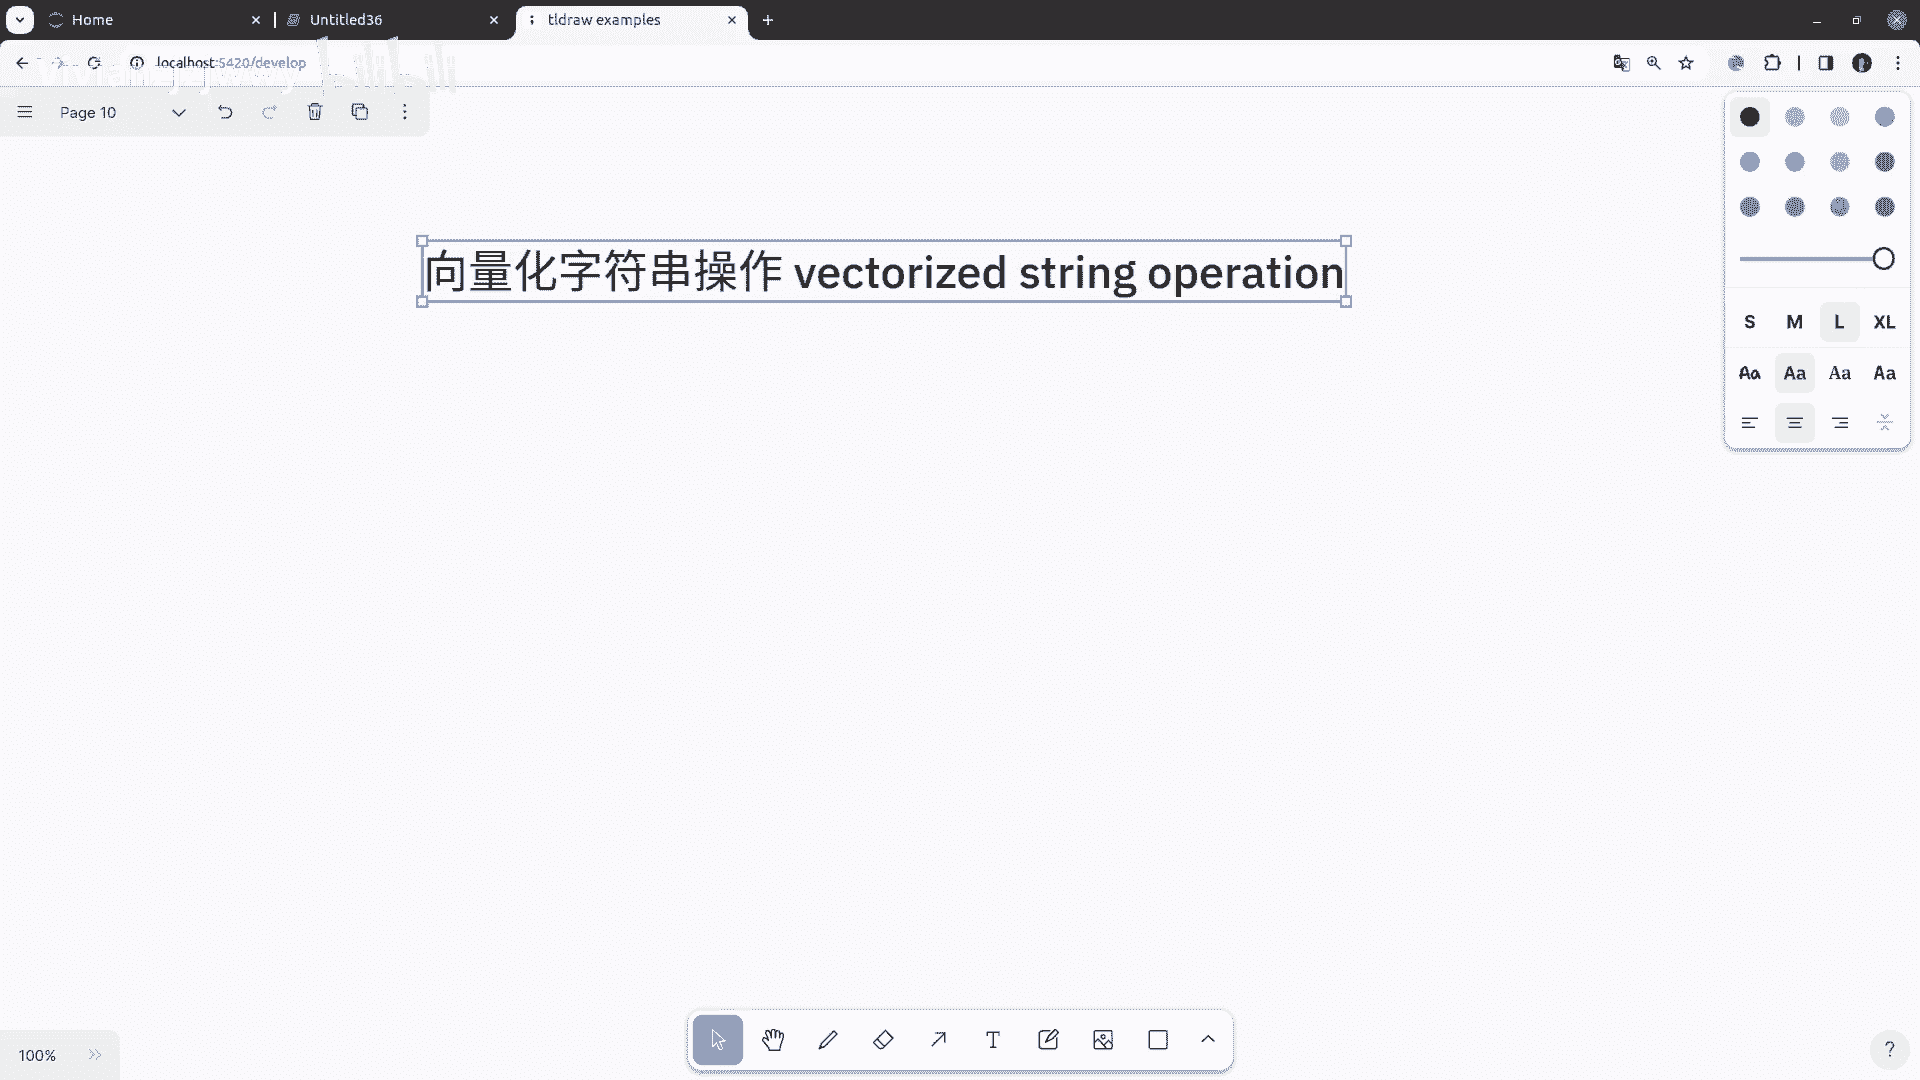 Home
Untitled36
tldraw examples
localhost:5420/develop
Page 10
向量化字符串操作 vectorized string operation
S M L XL
Aa Aa Aa Aa
T
100%
?